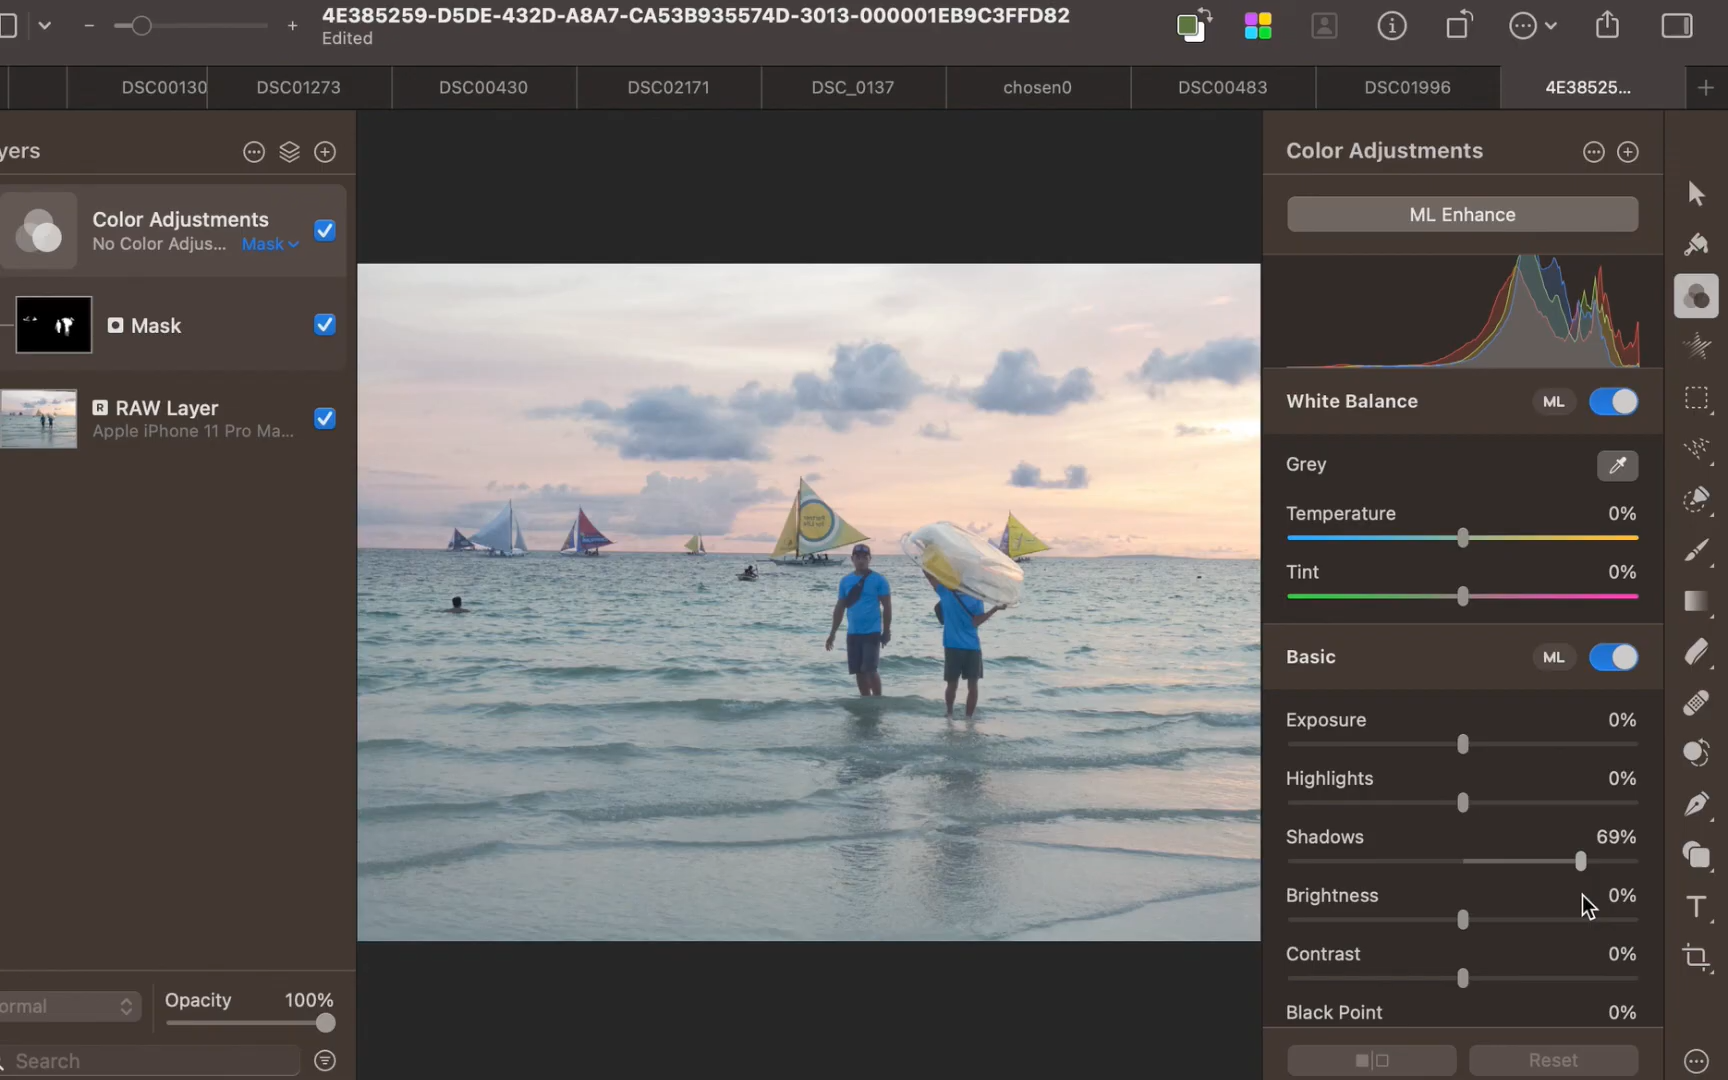 4E385259-D5DE-432D-A8A7-CA53B935574D-3013-000001EB9C3FFD82
Edited
DSC00130
DSC01273
DSC00430
DSC02171
DSC_0137
chosen0
DSC00483
DSC01996
4E38525...
yers
Color Adjustments
No Color Adjus... Mask
Mask
R RAW Layer
Apple iPhone 11 Pro Ma...
ormal
Opacity 100%
Search
Color Adjustments
ML Enhance
White Balance ML
Grey
Temperature 0%
Tint 0%
Basic ML
Exposure 0%
Highlights 0%
Shadows 69%
Brightness 0%
Contrast 0%
Black Point 0%
Reset